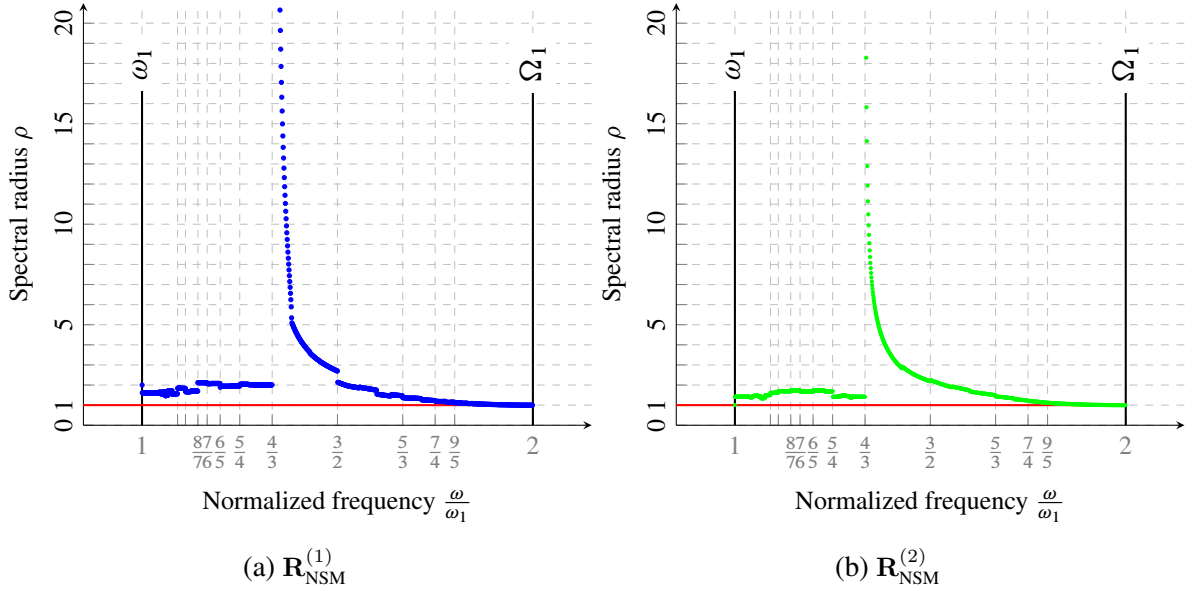 20
15
10
5
1
0
Spectral radius ρ
ω₁
Ω₁
1 8/7 7/6 6/5 5/4 4/3 3/2 5/3 7/4 9/5 2
Normalized frequency ω/ω₁
(a) R_NSM^(1)
20
15
10
5
1
0
Spectral radius ρ
ω₁
Ω₁
1 8/7 7/6 6/5 5/4 4/3 3/2 5/3 7/4 9/5 2
Normalized frequency ω/ω₁
(b) R_NSM^(2)